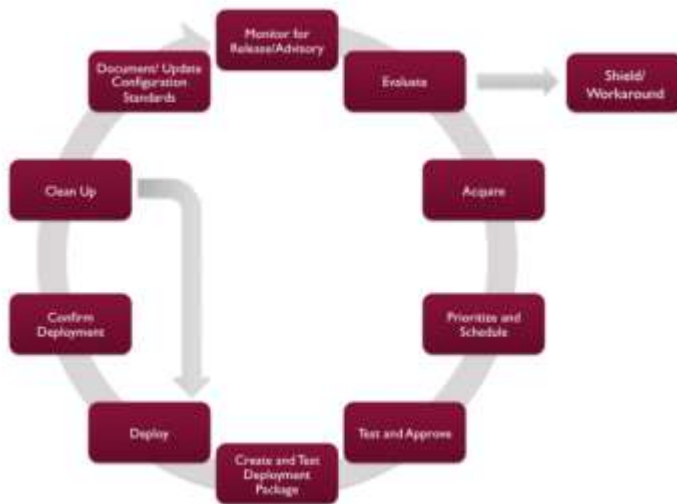 Monitor for
Release/Advisory
Evaluate
Shield/
Workaround
Acquire
Prioritize and
Schedule
Test and Approve
Create and Test
Deployment
Package
Deploy
Confirm
Deployment
Clean Up
Document/ Update
Configuration
Standards